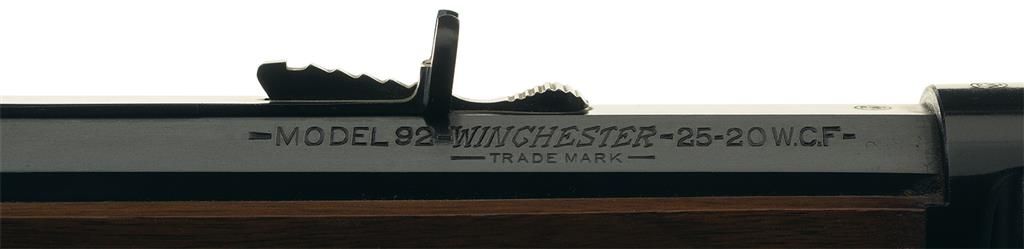 -MODEL 92-WINCHESTER-25-20 W.C.F-
TRADE MARK